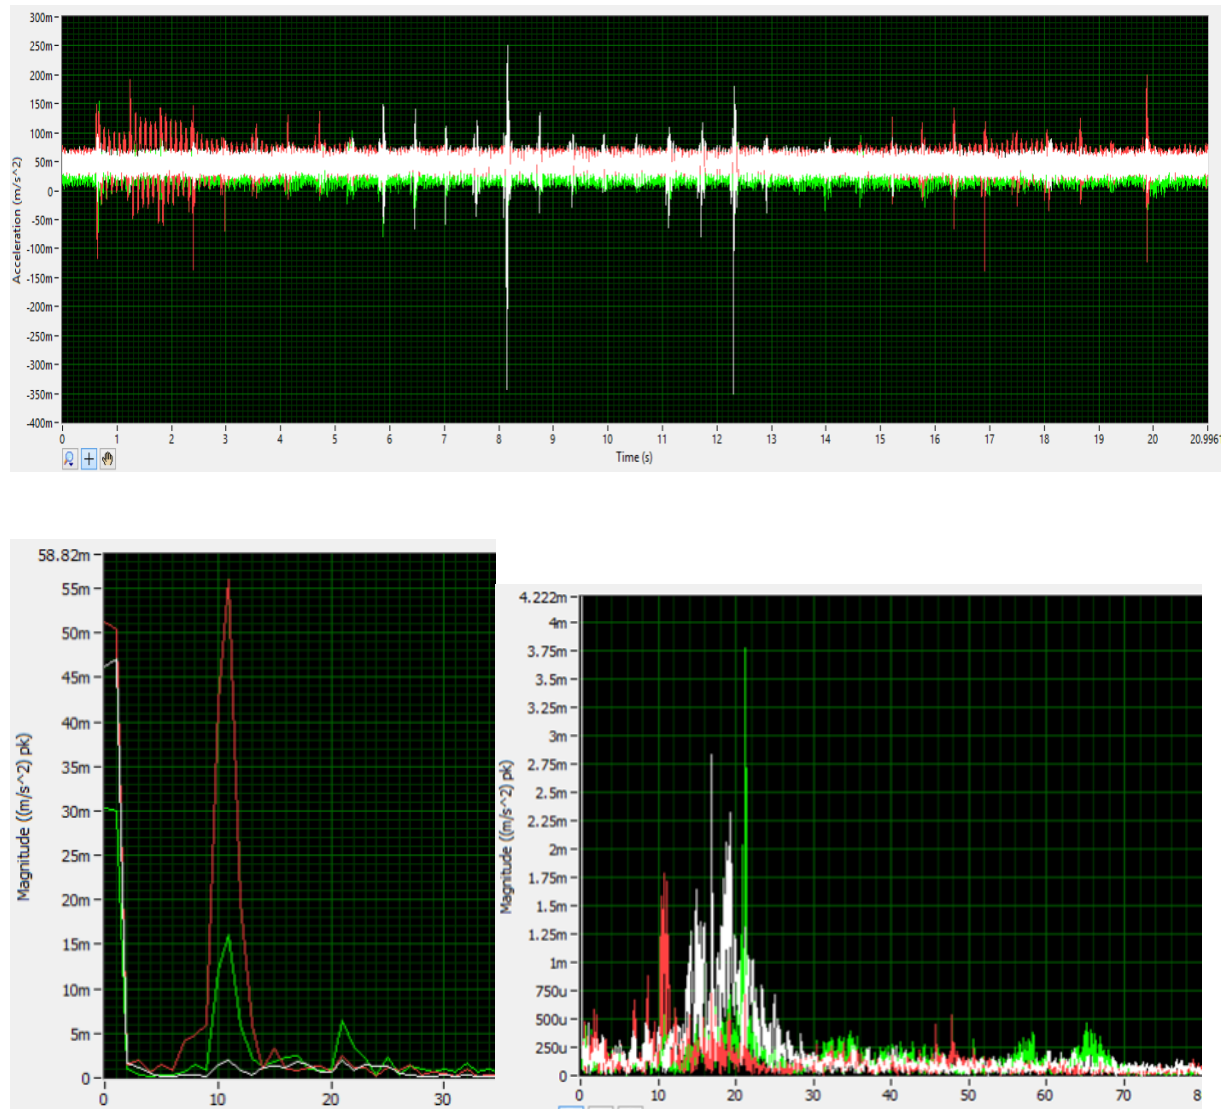 300m
250m
200m
150m
100m
50m
0
-50m
-100m
-150m
-200m
-250m
-300m
-350m
-400m
Acceleration (m/s^2)
0 1 2 3 4 5 6 7 8 9 10 11 12 13 14 15 16 17 18 19 20 20.996
Time (s)
58.82m
55m
50m
45m
40m
35m
30m
25m
20m
15m
10m
5m
0
Magnitude ((m/s^2) pk)
0 10 20 30
4.222m
4m
3.75m
3.5m
3.25m
3m
2.75m
2.5m
2.25m
2m
1.75m
1.5m
1.25m
1m
750u
500u
250u
0
Magnitude ((m/s^2) pk)
0 10 20 30 40 50 60 70 8